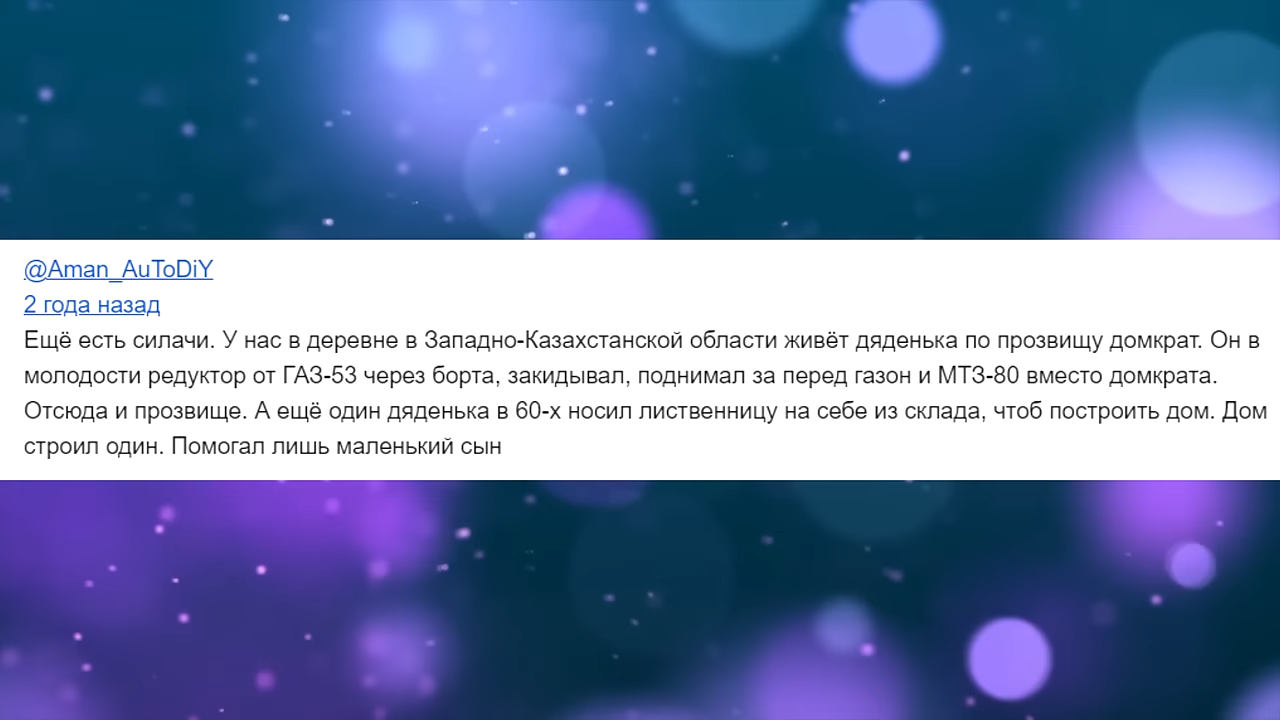 @Aman_AuToDiY
2 года назад
Ещё есть силачи. У нас в деревне в Западно-Казахстанской области живёт дяденька по прозвищу домкрат. Он в
молодости редуктор от ГАЗ-53 через борта, закидывал, поднимал за перед газон и МТЗ-80 вместо домкрата.
Отсюда и прозвище. А ещё один дяденька в 60-х носил лиственницу на себе из склада, чтоб построить дом. Дом
строил один. Помогал лишь маленький сын